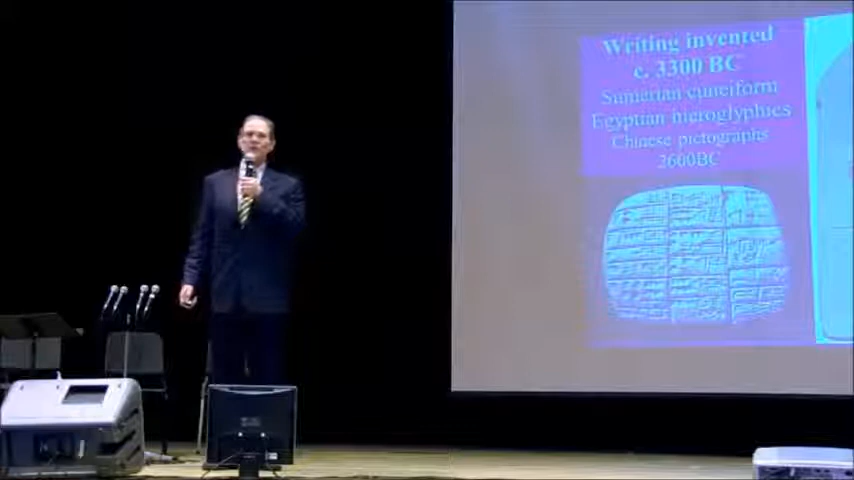 Writing invented
c. 3300 BC
Sumerian cuneiform
Egyptian hieroglyphics
Chinese pictographs
2600BC